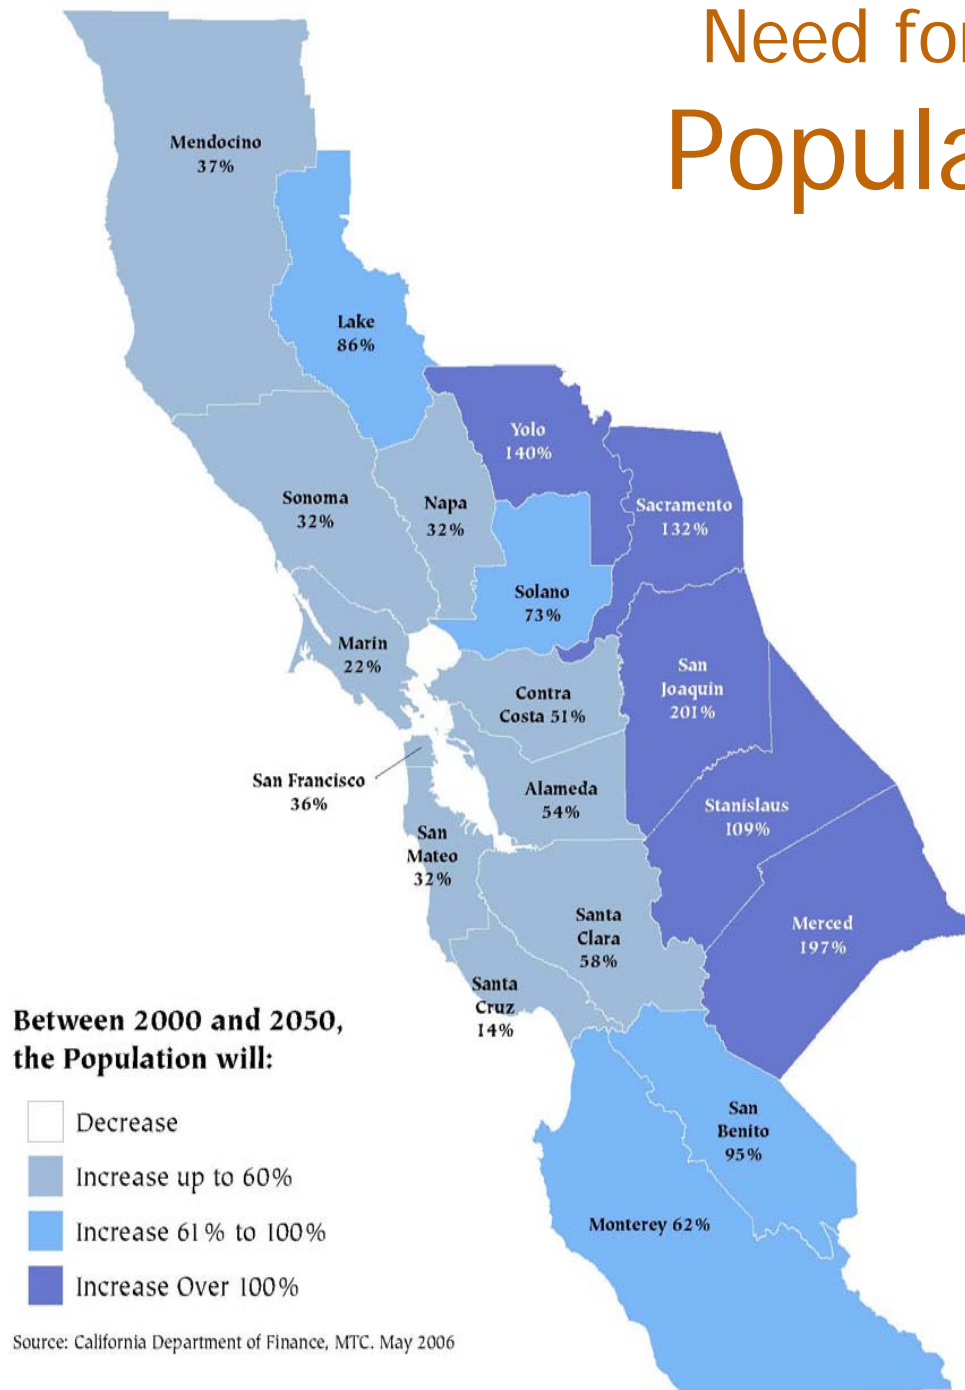 Need for
Popula
Mendocino
37%
Lake
86%
Yolo
140%
Sonoma
32%
Napa
32%
Sacramento
132%
Solano
73%
Marin
22%
San
Joaquin
201%
Contra
Costa 51%
San Francisco
36%
Alameda
54%
Stanislaus
109%
San
Mateo
32%
Santa
Clara
58%
Merced
197%
Santa
Cruz
14%
Between 2000 and 2050,
the Population will:
Decrease
Increase up to 60%
Increase 61% to 100%
Increase Over 100%
San
Benito
95%
Monterey 62%
Source: California Department of Finance, MTC. May 2006